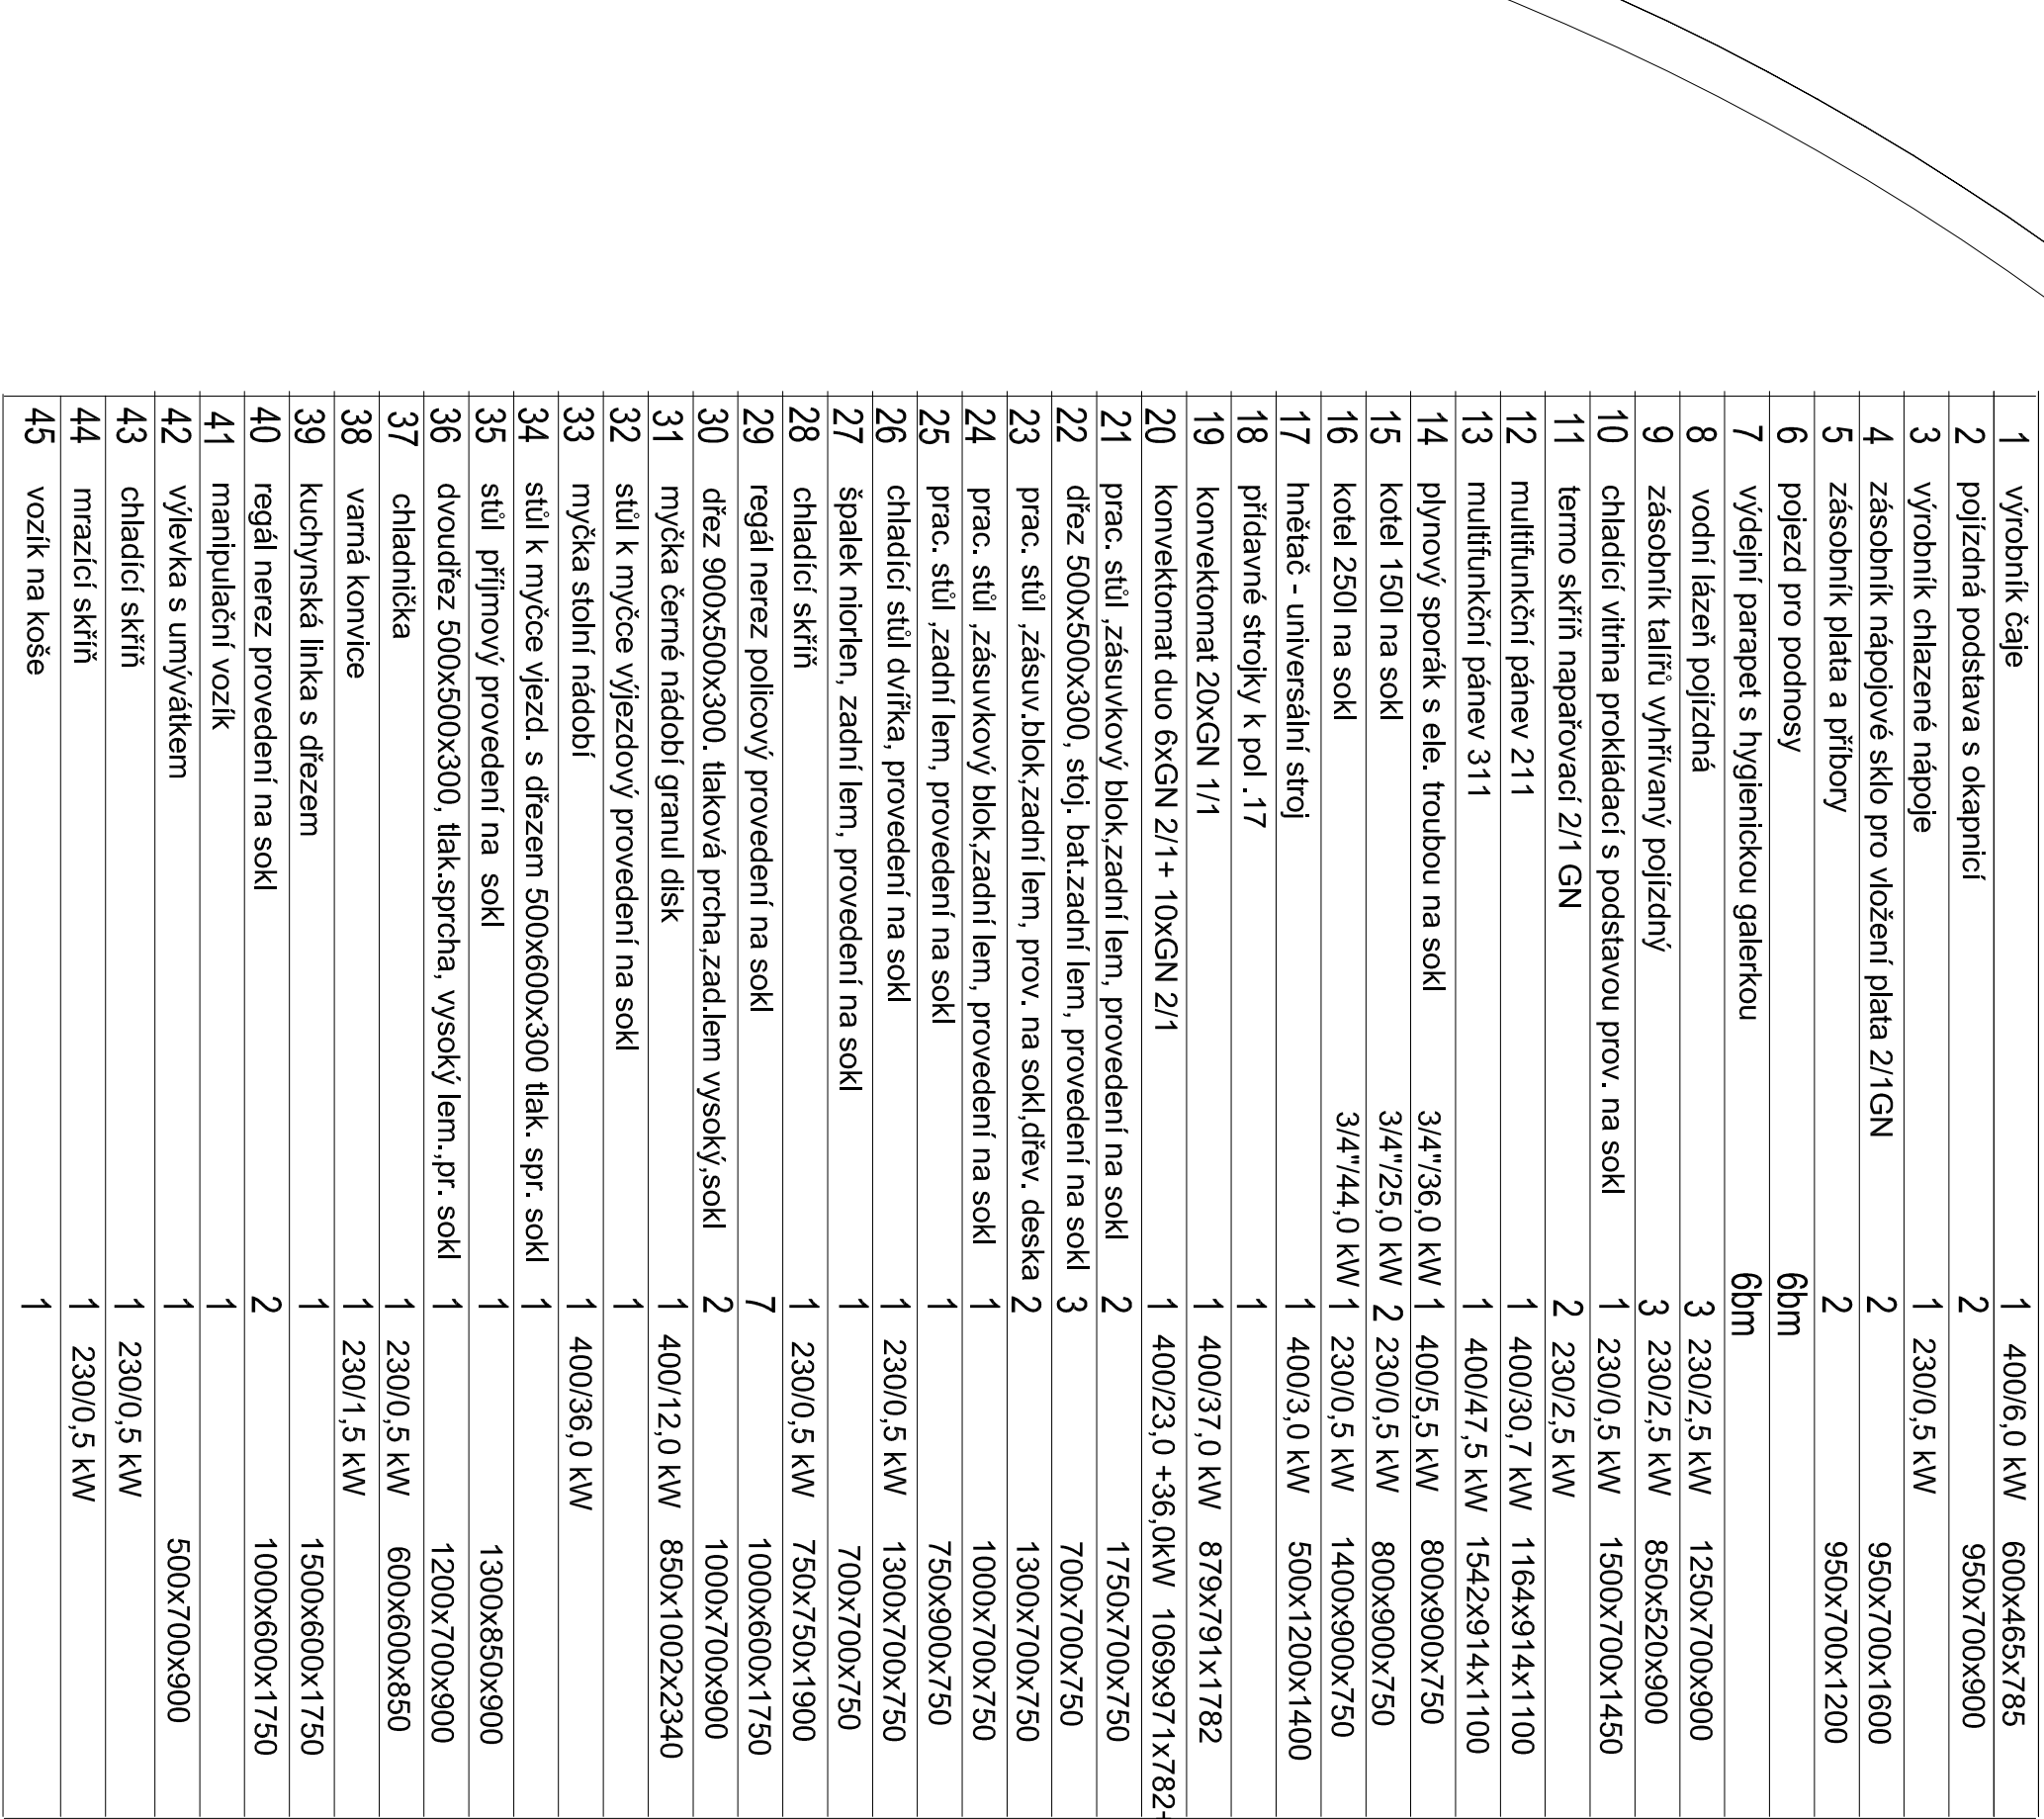 1 výrobník čaje 1 400/6,0 kW 600x465x785
2 pojízdná podstava s okapnicí 2 950x700x900
3 výrobník chlazené nápoje 1 230/0,5 kW
4 zásobník nápojové sklo pro vložení plata 2/1GN 2 950x700x1600
5 zásobník plata a příbory 2 950x700x1200
6 pojezd pro podnosy 6bm
7 výdejní parapet s hygienickou galerkou 6bm
8 vodní lázeň pojízdná 3 230/2,5 kW 1250x700x900
9 zásobník talířů vyhřívaný pojízdný 3 230/2,5 kW 850x520x900
10 chladící vitrina prokládací s podstavou prov. na sokl 1 230/0,5 kW 1500x700x1450
11 termo skříň napařovací 2/1 GN 2 230/2,5 kW
12 multifunkční pánev 211 1 400/30,7 kW 1164x914x1100
13 multifunkční pánev 311 1 400/47,5 kW 1542x914x1100
14 plynový sporák s ele. troubou na sokl 3/4"/36,0 kW 1 400/5,5 kW 800x900x750
15 kotel 150l na sokl 3/4"/25,0 kW 2 230/0,5 kW 800x900x750
16 kotel 250l na sokl 3/4"/44,0 kW 1 230/0,5 kW 1400x900x750
17 hnětač - universální stroj 1 400/3,0 kW 500x1200x1400
18 přídavné strojky k pol .17 1
19 konvektomat 20xGN 1/1 1 400/37,0 kW 879x791x1782
20 konvektomat duo 6xGN 2/1+ 10xGN 2/1 1 400/23,0 +36,0kW 1069x971x782+
21 prac. stůl ,zásuvkový blok,zadní lem, provedení na sokl 2 1750x700x750
22 dřez 500x500x300, stoj. bat.zadní lem, provedení na sokl 3 700x700x750
23 prac. stůl ,zásuv.blok,zadní lem, prov. na sokl,dřev. deska 2 1300x700x750
24 prac. stůl ,zásuvkový blok,zadní lem, provedení na sokl 1 1000x700x750
25 prac. stůl ,zadní lem, provedení na sokl 1 750x900x750
26 chladící stůl dvířka, provedení na sokl 1 230/0,5 kW 1300x700x750
27 špalek niorlen, zadní lem, provedení na sokl 1 700x700x750
28 chladící skříň 1 230/0,5 kW 750x750x1900
29 regál nerez policový provedení na sokl 7 1000x600x1750
30 dřez 900x500x300. tlaková prcha,zad.lem vysoký,sokl 2 1000x700x900
31 myčka černé nádobí granul disk 1 400/12,0 kW 850x1002x2340
32 stůl k myčce výjezdový provedení na sokl 1
33 myčka stolní nádobí 1 400/36,0 kW
34 stůl k myčce vjezd. s dřezem 500x600x300 tlak. spr. sokl 1
35 stůl příjmový provedení na sokl 1 1300x850x900
36 dvoudřez 500x500x300, tlak.sprcha, vysoký lem.,pr. sokl 1 1200x700x900
37 chladnička 1 230/0,5 kW 600x600x850
38 varná konvice 1 230/1,5 kW
39 kuchynská linka s dřezem 1 1500x600x1750
40 regál nerez provedení na sokl 2 1000x600x1750
41 manipulační vozík 1
42 výlevka s umývátkem 1 500x700x900
43 chladící skříň 1 230/0,5 kW
44 mrazící skříň 1 230/0,5 kW
45 vozík na koše 1